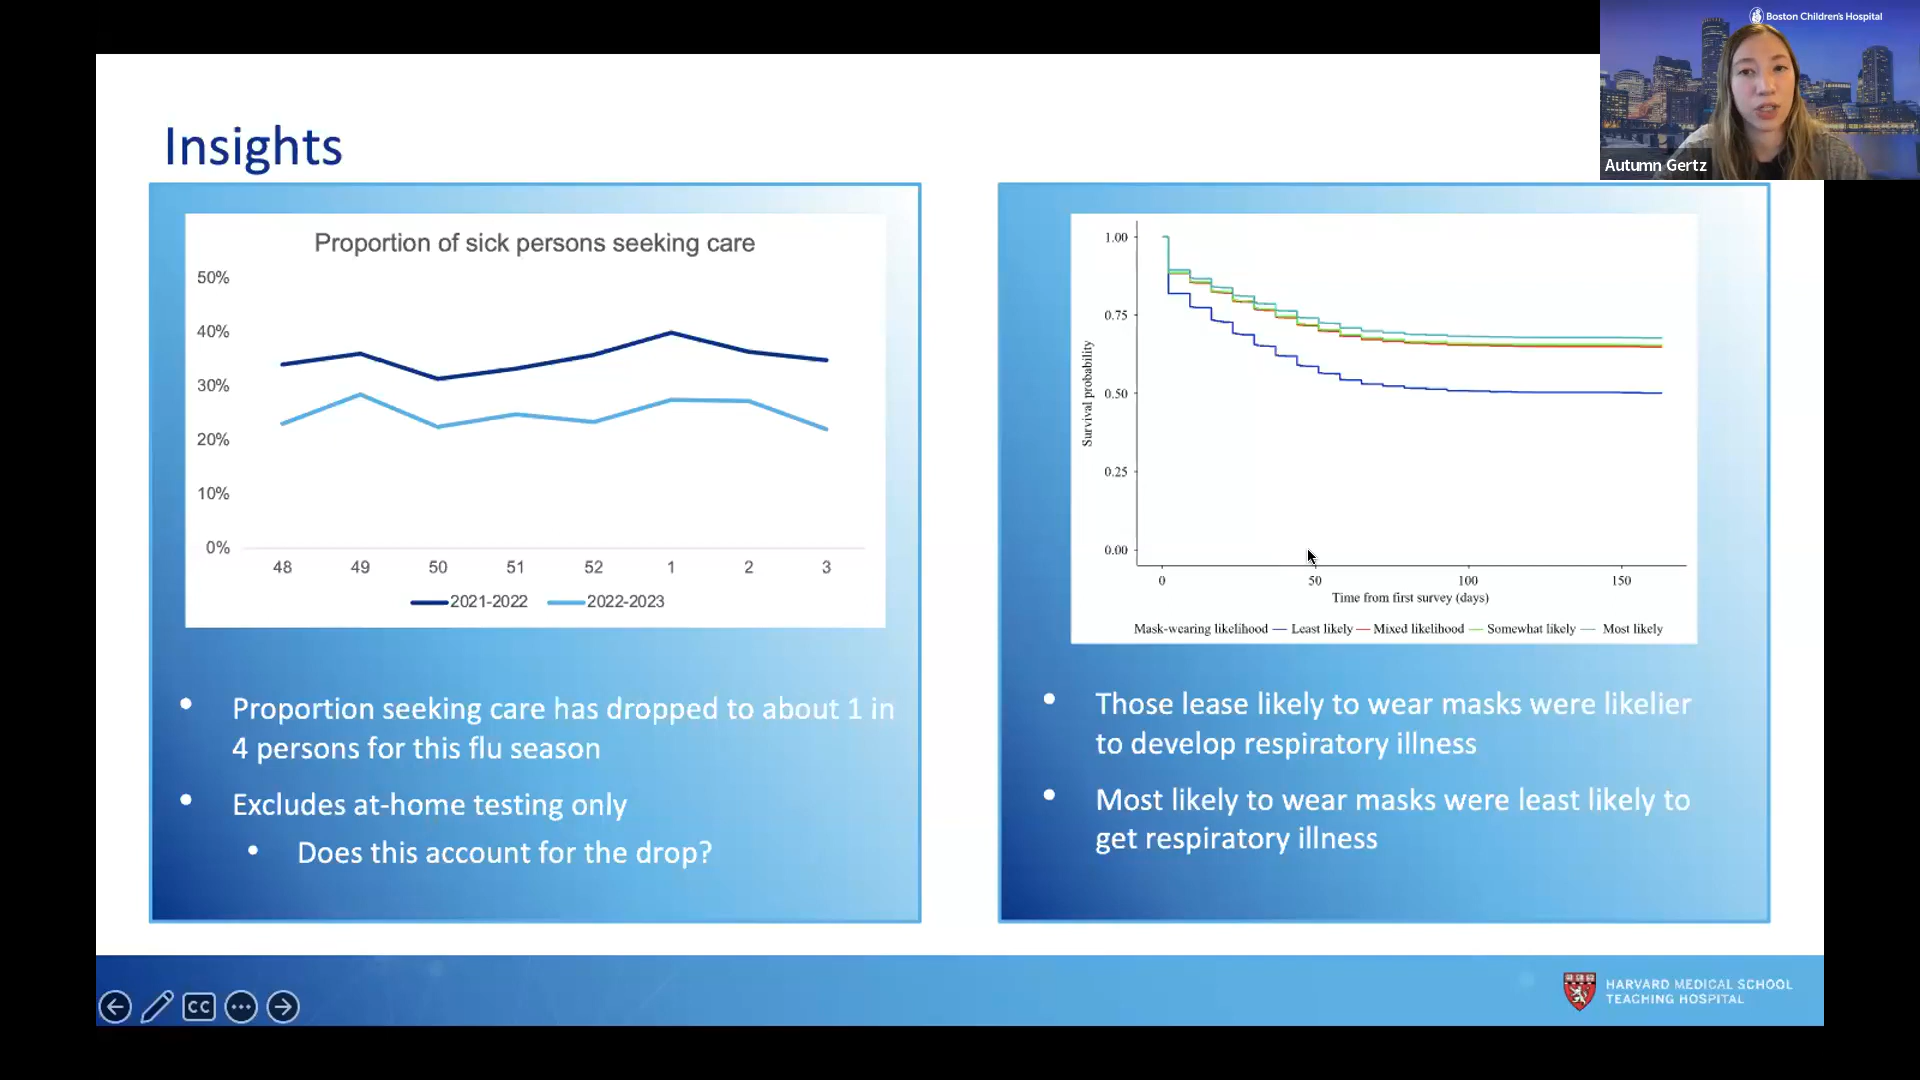 Boston Children's Hospital
Autumn Gertz
Insights
Proportion of sick persons seeking care
50%
40%
30%
20%
10%
0%
48 49 50 51 52 1 2 3
2021-2022 2022-2023
• Proportion seeking care has dropped to about 1 in
4 persons for this flu season
• Excludes at-home testing only
• Does this account for the drop?
1.00
0.75
0.50
0.25
0.00
Survival probability
0 50 100 150
Time from first survey (days)
Mask-wearing likelihood Least likely Mixed likelihood Somewhat likely Most likely
• Those lease likely to wear masks were likelier
to develop respiratory illness
• Most likely to wear masks were least likely to
get respiratory illness
CC
HARVARD MEDICAL SCHOOL
TEACHING HOSPITAL